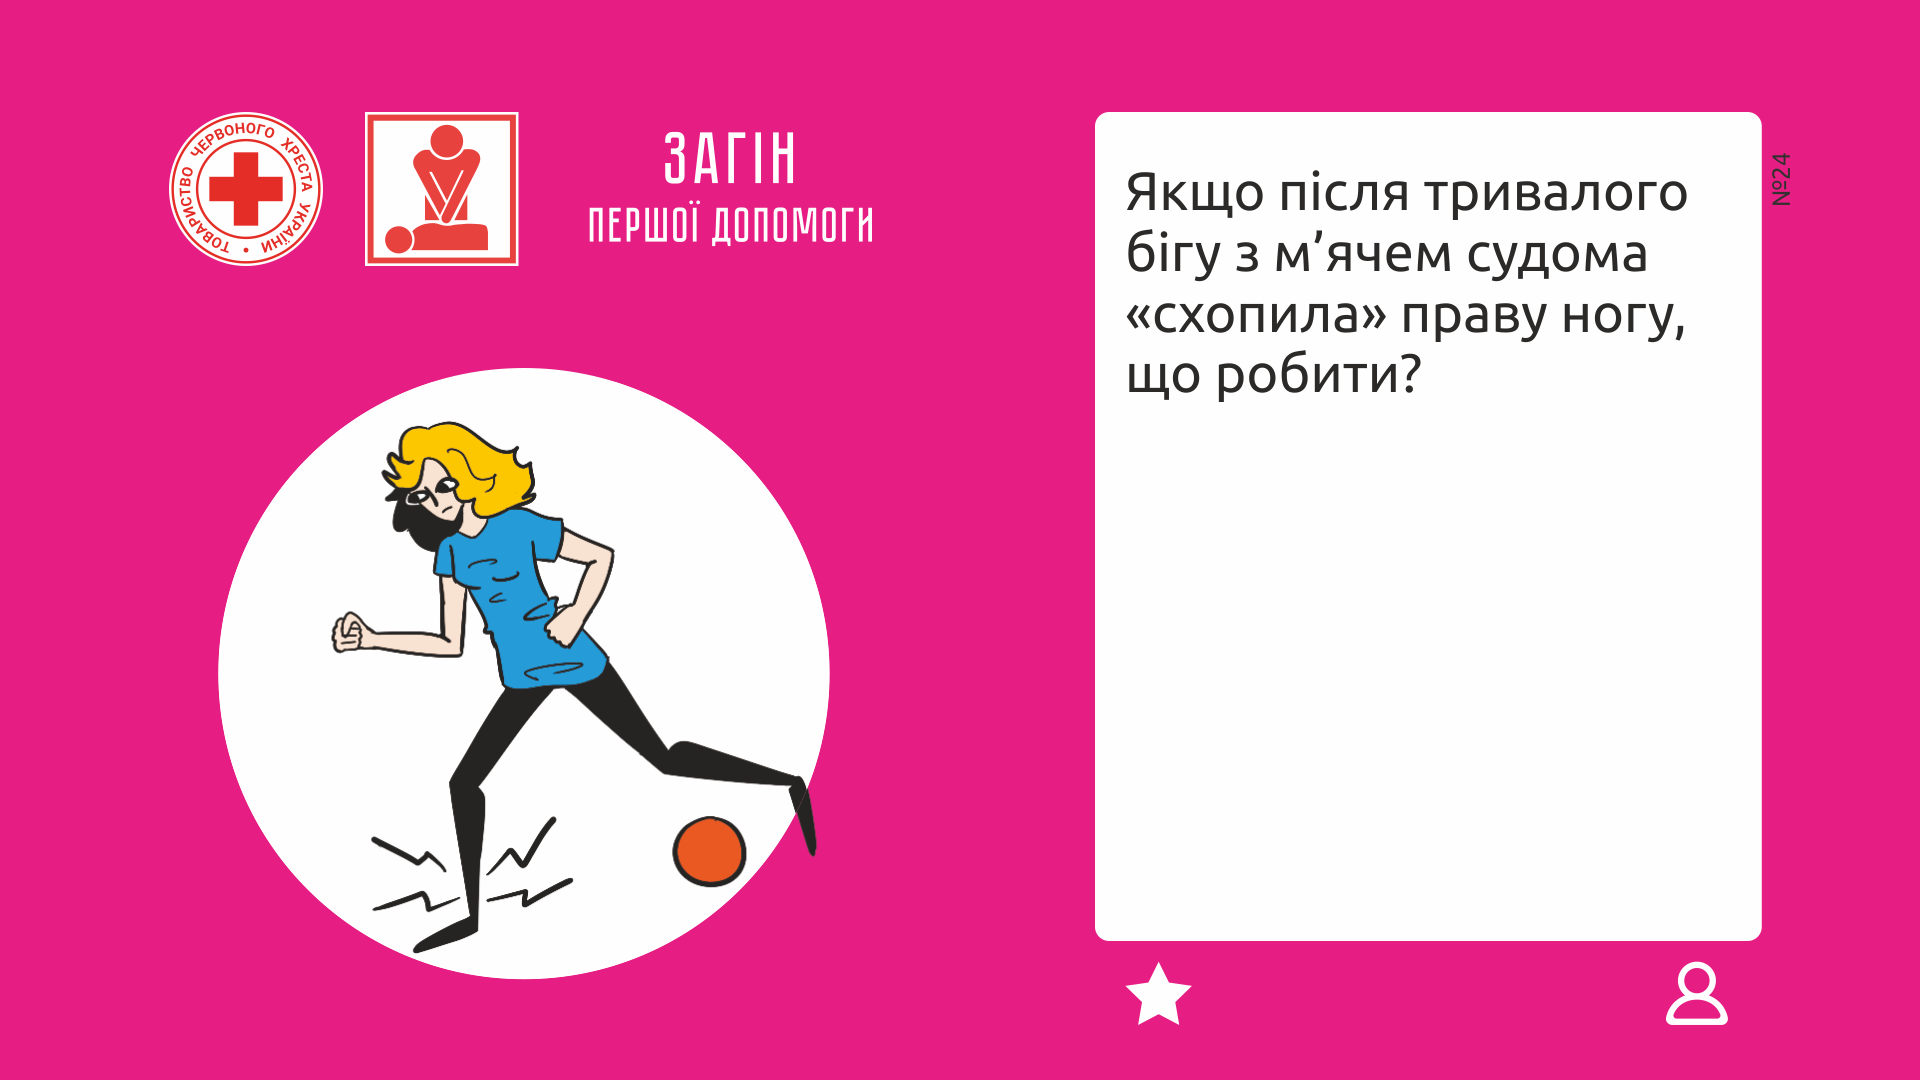 ТОВАРИСТВО ЧЕРВОНОГО ХРЕСТА УКРАЇНИ •
ЗАГІН
ПЕРШОЇ ДОПОМОГИ
Якщо після тривалого
бігу з м’ячем судома
«схопила» праву ногу,
що робити?
№24